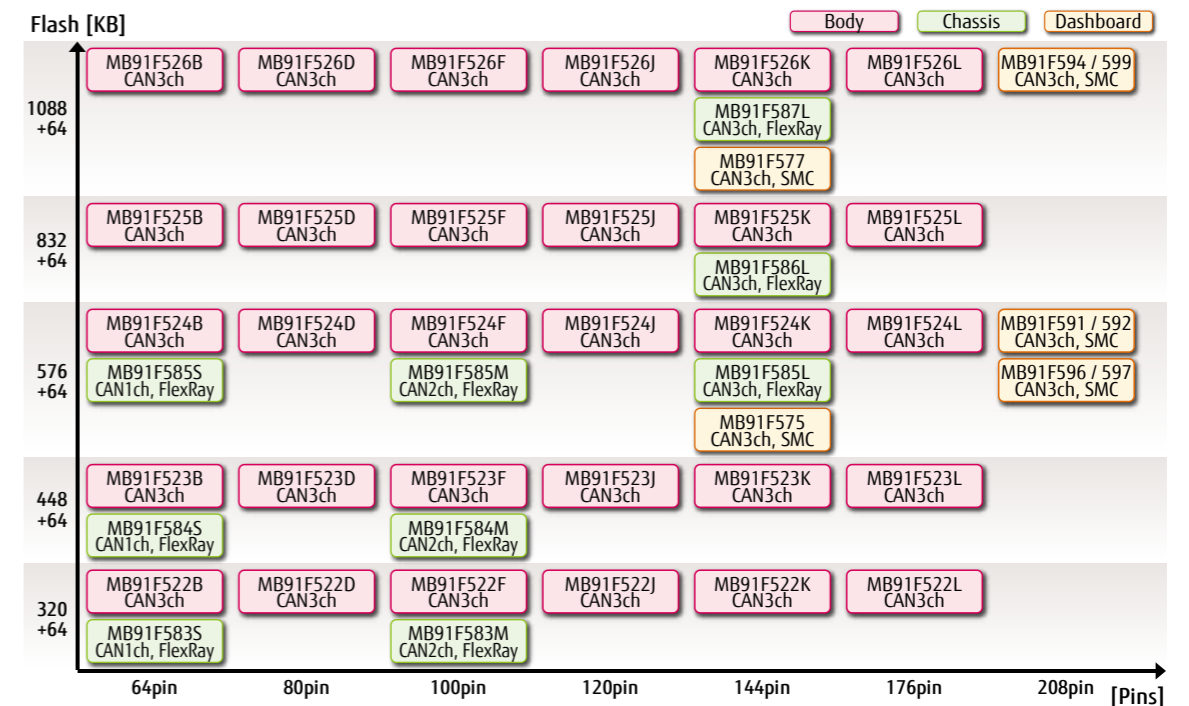 Flash [KB]
Body
Chassis
Dashboard
1088
+64
MB91F526B
CAN3ch
MB91F526D
CAN3ch
MB91F526F
CAN3ch
MB91F526J
CAN3ch
MB91F526K
CAN3ch
MB91F526L
CAN3ch
MB91F594 / 599
CAN3ch, SMC
MB91F587L
CAN3ch, FlexRay
MB91F577
CAN3ch, SMC
832
+64
MB91F525B
CAN3ch
MB91F525D
CAN3ch
MB91F525F
CAN3ch
MB91F525J
CAN3ch
MB91F525K
CAN3ch
MB91F525L
CAN3ch
MB91F586L
CAN3ch, FlexRay
576
+64
MB91F524B
CAN3ch
MB91F524D
CAN3ch
MB91F524F
CAN3ch
MB91F524J
CAN3ch
MB91F524K
CAN3ch
MB91F524L
CAN3ch
MB91F591 / 592
CAN3ch, SMC
MB91F585S
CAN1ch, FlexRay
MB91F585M
CAN2ch, FlexRay
MB91F585L
CAN3ch, FlexRay
MB91F596 / 597
CAN3ch, SMC
MB91F575
CAN3ch, SMC
448
+64
MB91F523B
CAN3ch
MB91F523D
CAN3ch
MB91F523F
CAN3ch
MB91F523J
CAN3ch
MB91F523K
CAN3ch
MB91F523L
CAN3ch
MB91F584S
CAN1ch, FlexRay
MB91F584M
CAN2ch, FlexRay
320
+64
MB91F522B
CAN3ch
MB91F522D
CAN3ch
MB91F522F
CAN3ch
MB91F522J
CAN3ch
MB91F522K
CAN3ch
MB91F522L
CAN3ch
MB91F583S
CAN1ch, FlexRay
MB91F583M
CAN2ch, FlexRay
64pin
80pin
100pin
120pin
144pin
176pin
208pin
[Pins]